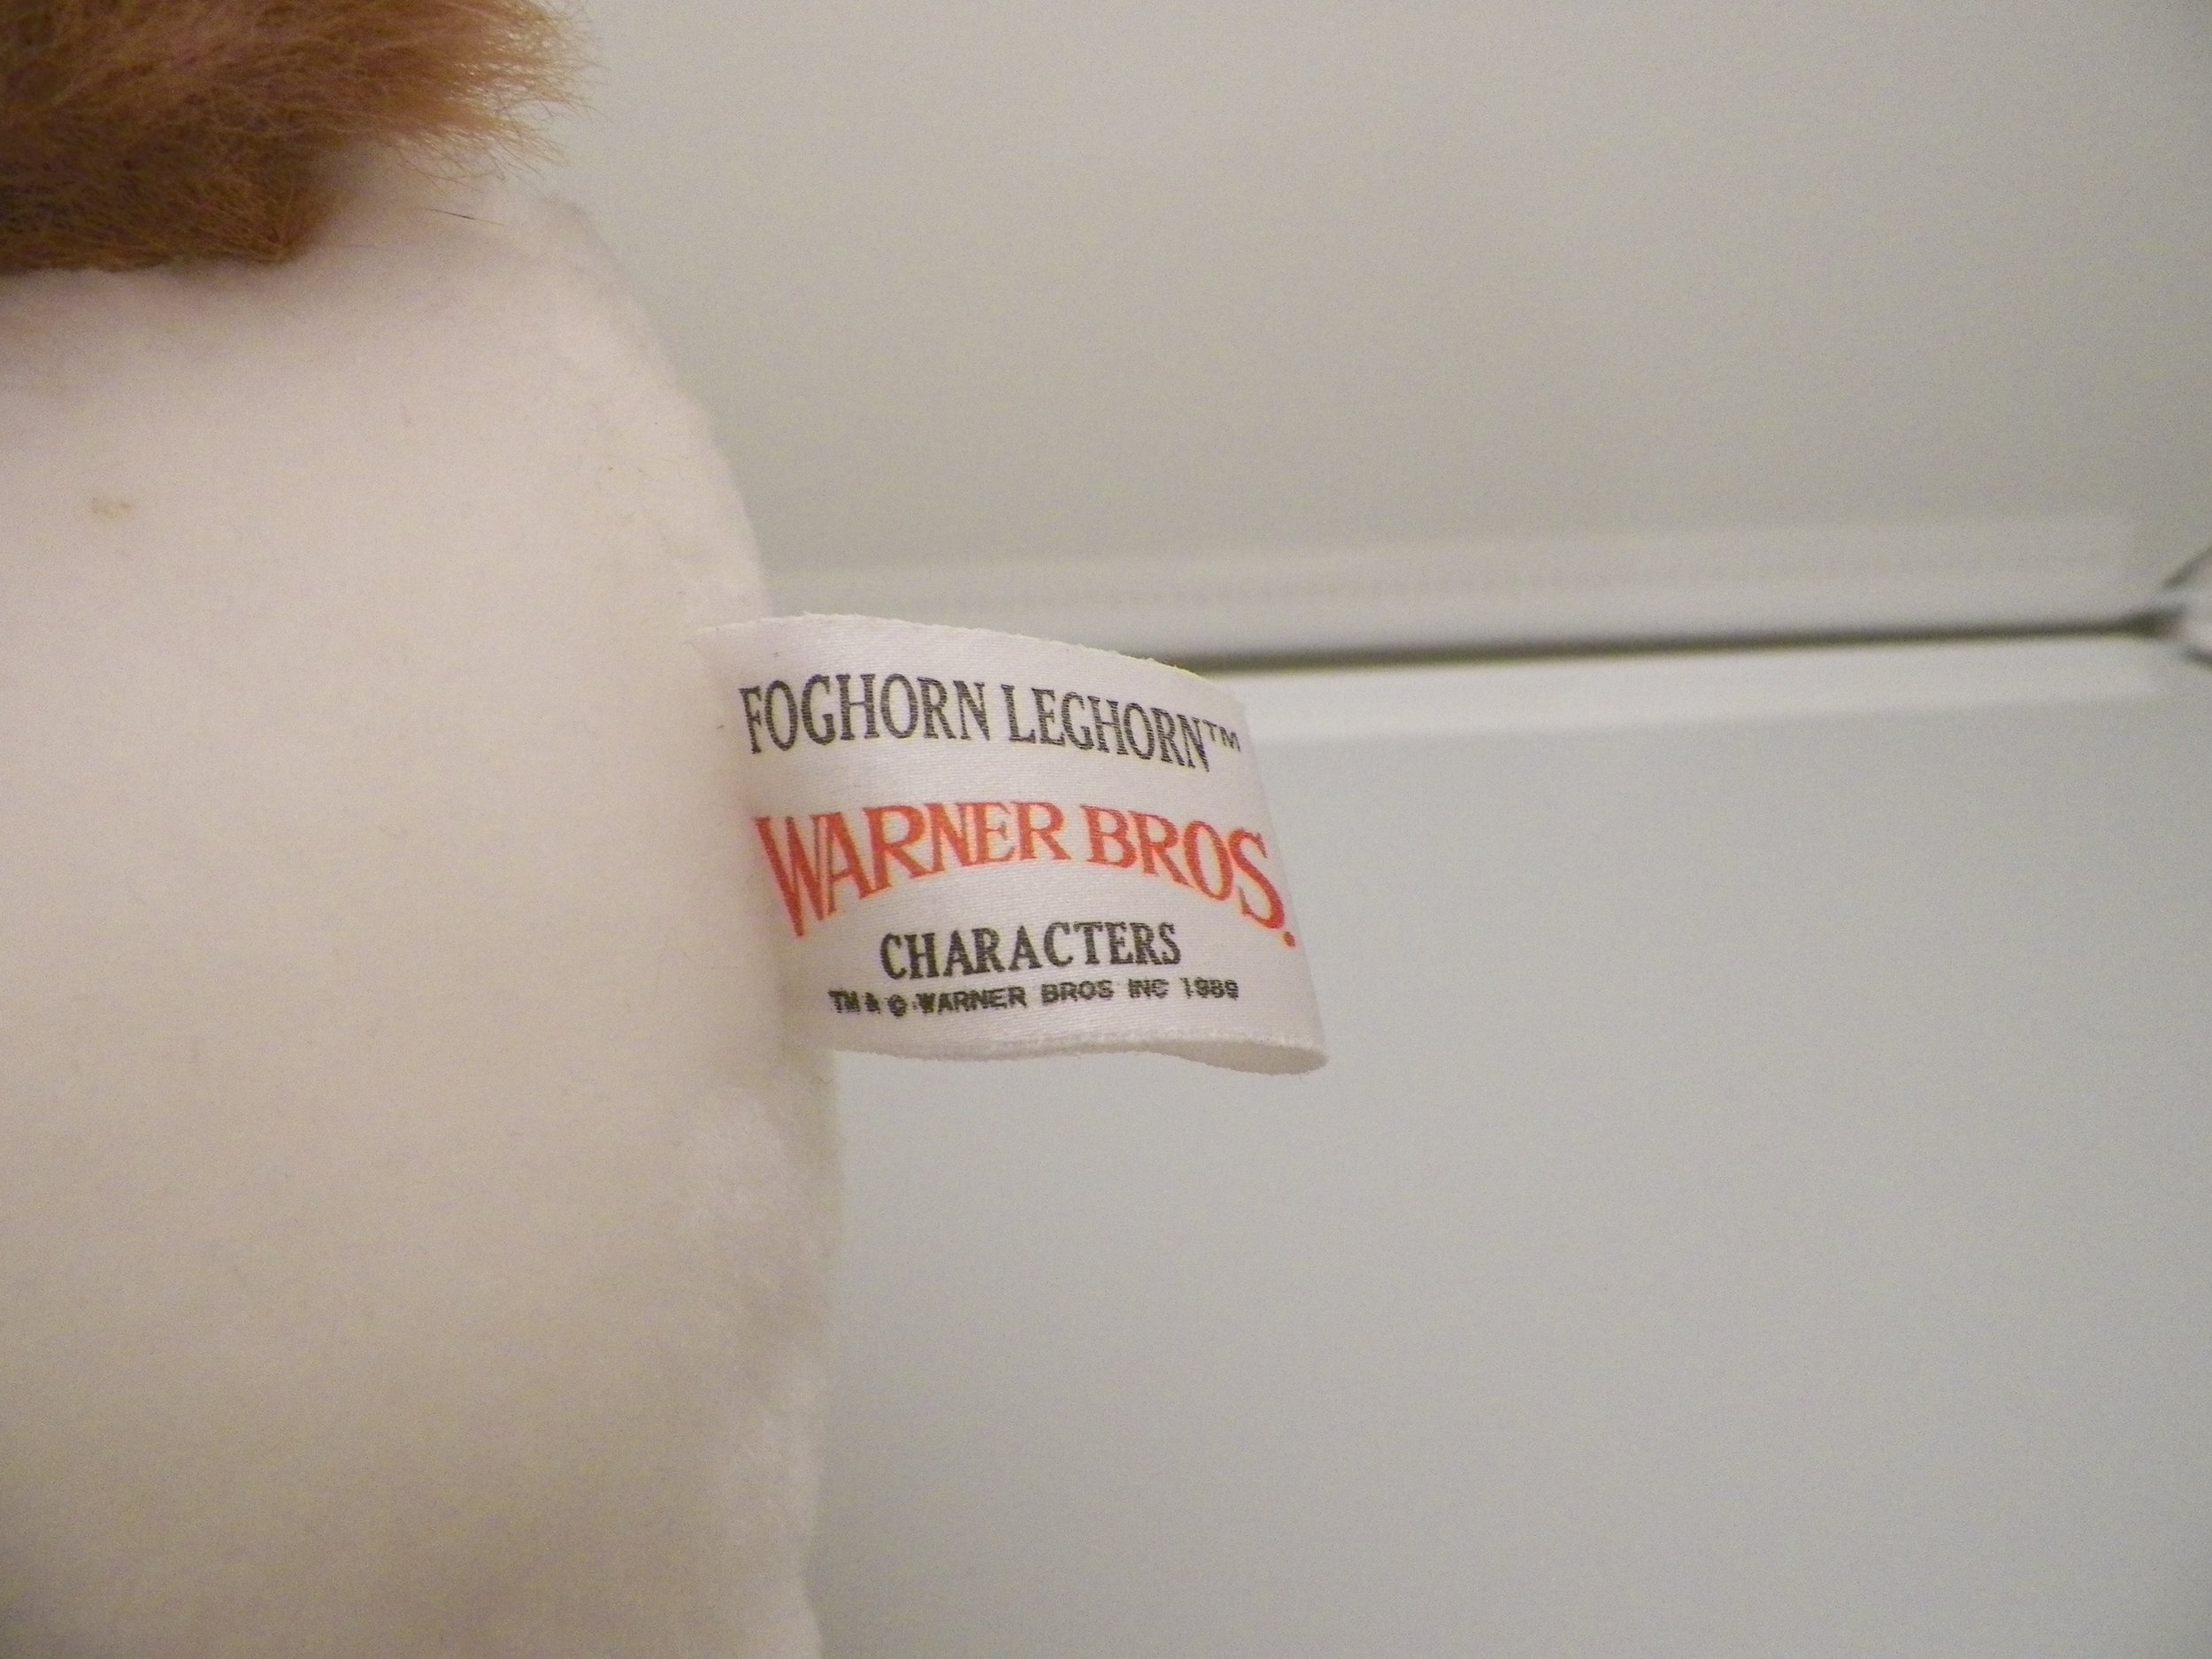 FOGHORN LEGHORN™
WARNER BROS.
CHARACTERS
TM & © WARNER BROS INC 1989